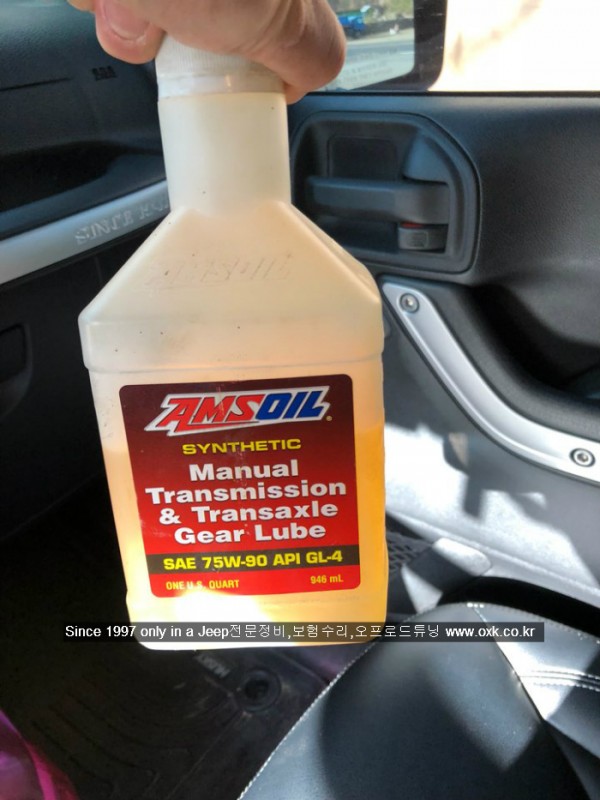 AMSOIL
AMSOIL
SYNTHETIC
Manual
Transmission
& Transaxle
Gear Lube
SAE 75W-90 API GL-4
ONE U.S. QUART 946 mL
Since 1997 only in a Jeep전문정비,보험수리,오프로드튜닝 www.oxk.co.kr